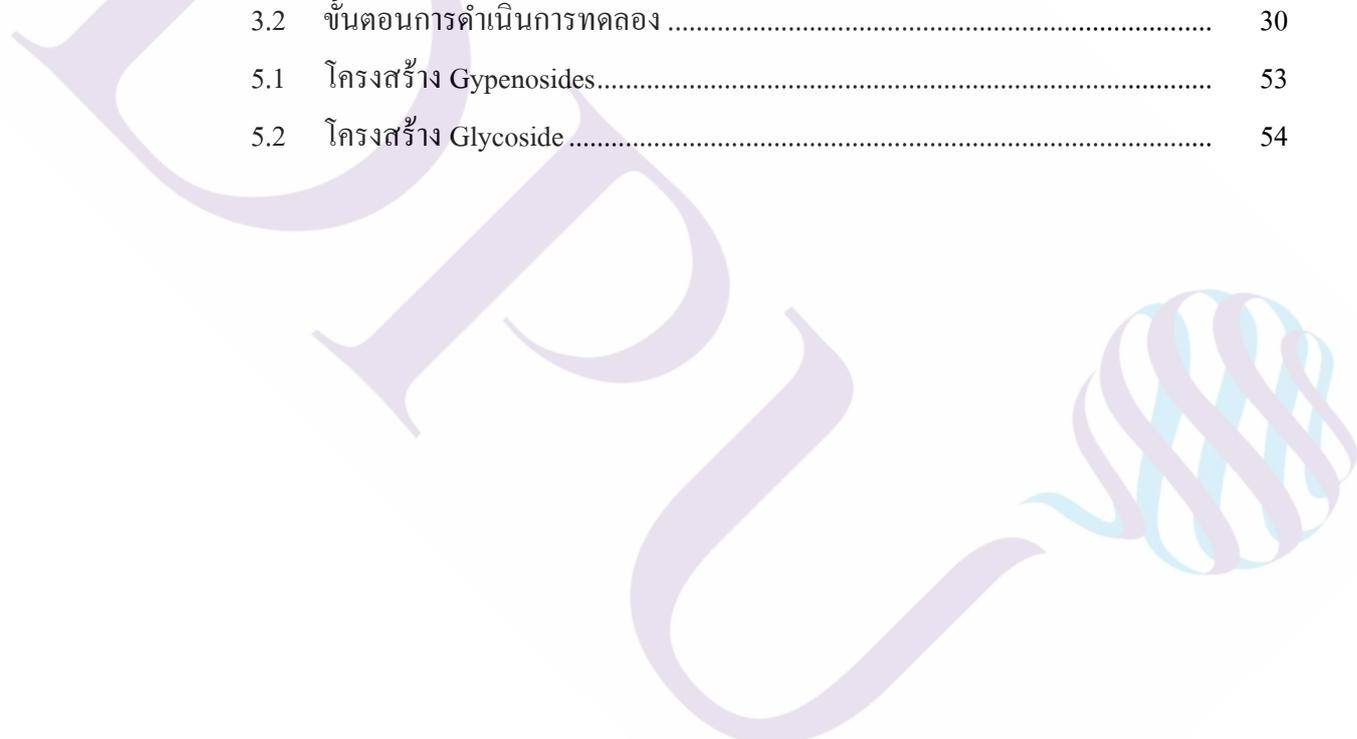 3.2 ขั้นตอนการดำเนินการทดลอง ........................................................................................ 30
5.1 โครงสร้าง Gypenosides.................................................................................................... 53
5.2 โครงสร้าง Glycoside ........................................................................................................ 54
DPU